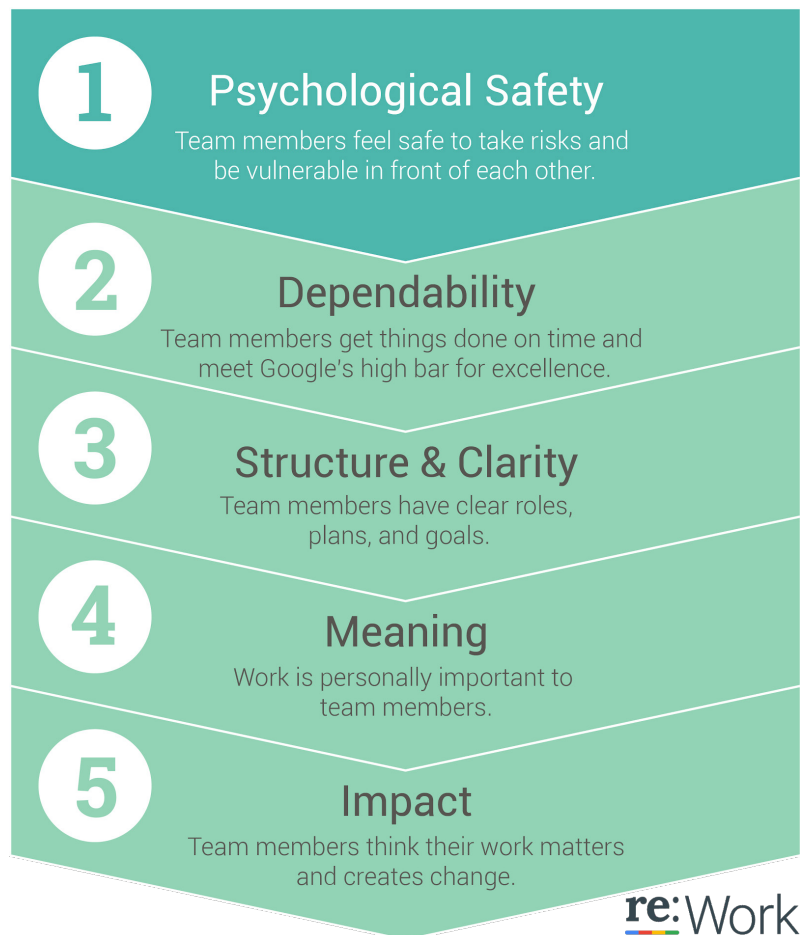 1
Psychological Safety
Team members feel safe to take risks and
be vulnerable in front of each other.
2
Dependability
Team members get things done on time and
meet Google's high bar for excellence.
3
Structure & Clarity
Team members have clear roles,
plans, and goals.
4
Meaning
Work is personally important to
team members.
5
Impact
Team members think their work matters
and creates change.
re:Work